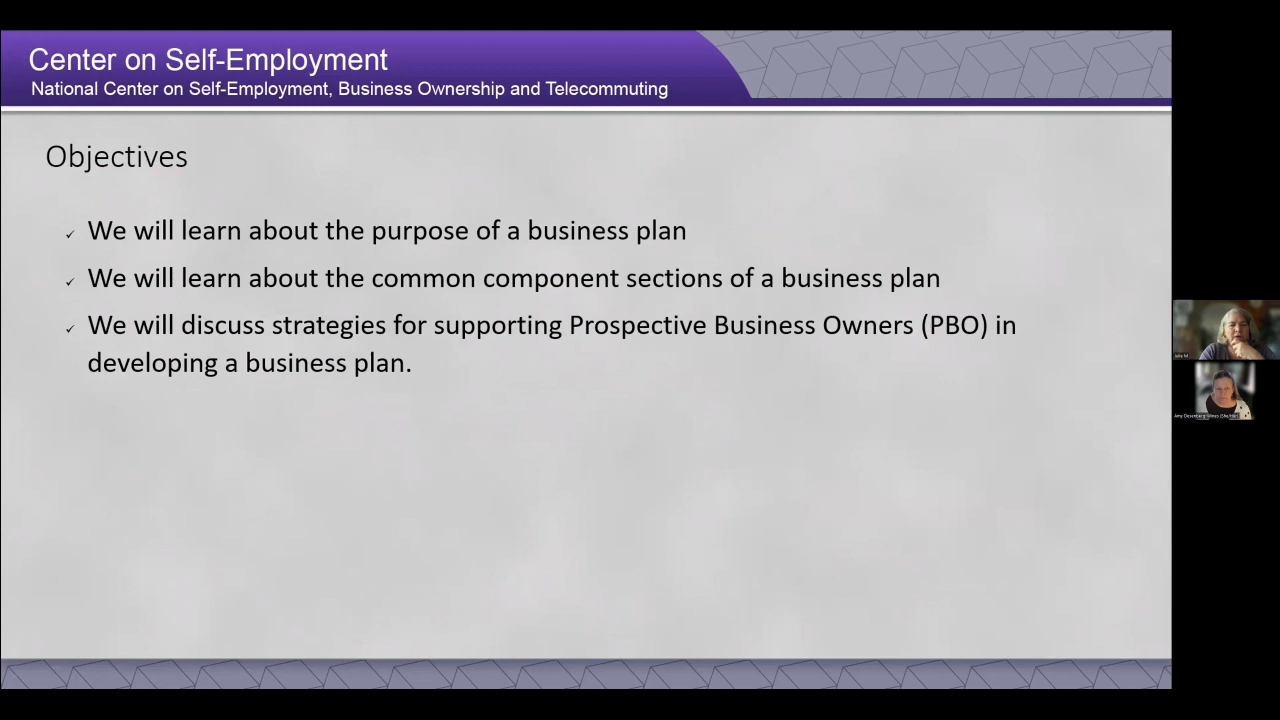 Center on Self-Employment
National Center on Self-Employment, Business Ownership and Telecommuting
Objectives
✓ We will learn about the purpose of a business plan
✓ We will learn about the common component sections of a business plan
✓ We will discuss strategies for supporting Prospective Business Owners (PBO) in
developing a business plan.
Julie M